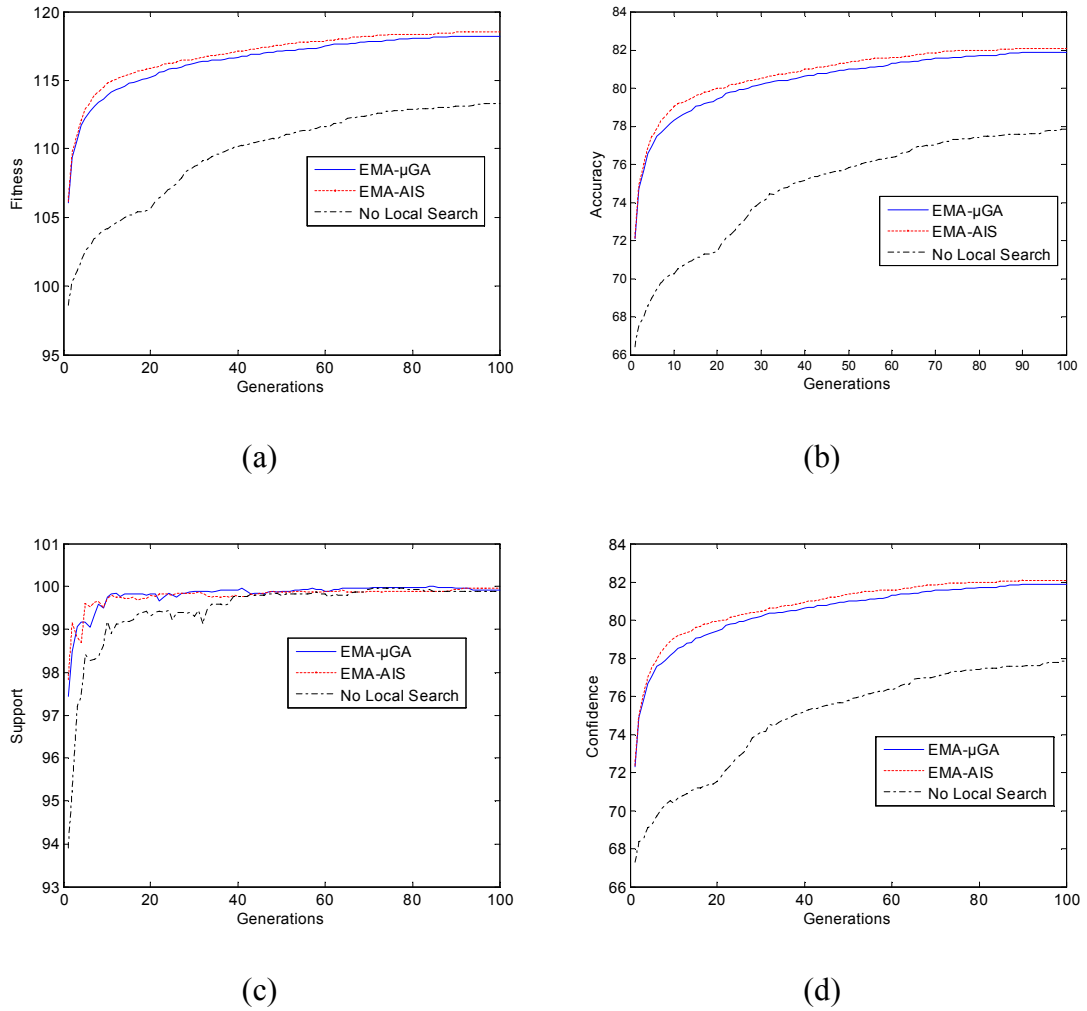 120
115
110
105
100
95
Fitness
EMA-µGA
EMA-AIS
No Local Search
0 20 40 60 80 100
Generations
(a)
84
82
80
78
76
74
72
70
68
66
Accuracy
EMA-µGA
EMA-AIS
No Local Search
0 10 20 30 40 50 60 70 80 90 100
Generations
(b)
101
100
99
98
97
96
95
94
93
Support
EMA-µGA
EMA-AIS
No Local Search
0 20 40 60 80 100
Generations
(c)
84
82
80
78
76
74
72
70
68
66
Confidence
EMA-µGA
EMA-AIS
No Local Search
0 20 40 60 80 100
Generations
(d)